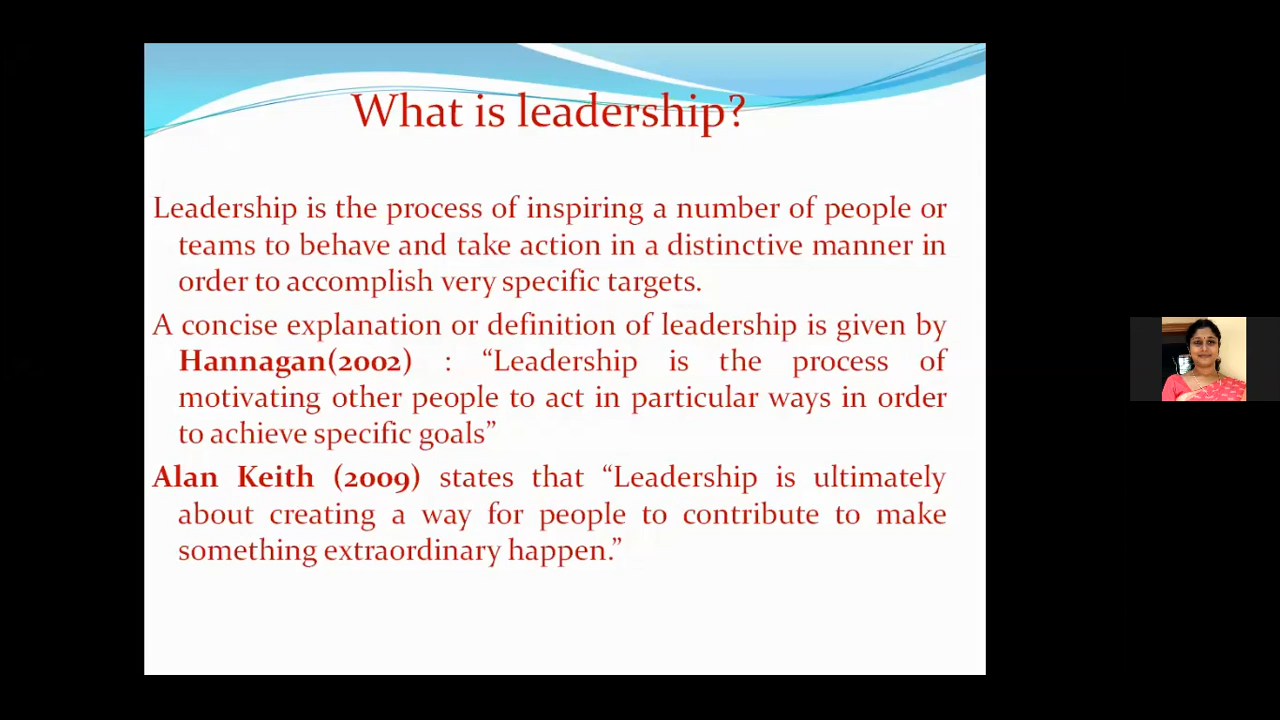 What is leadership?
Leadership is the process of inspiring a number of people or
teams to behave and take action in a distinctive manner in
order to accomplish very specific targets.
A concise explanation or definition of leadership is given by
Hannagan(2002) : “Leadership is the process of
motivating other people to act in particular ways in order
to achieve specific goals”
Alan Keith (2009) states that “Leadership is ultimately
about creating a way for people to contribute to make
something extraordinary happen.”